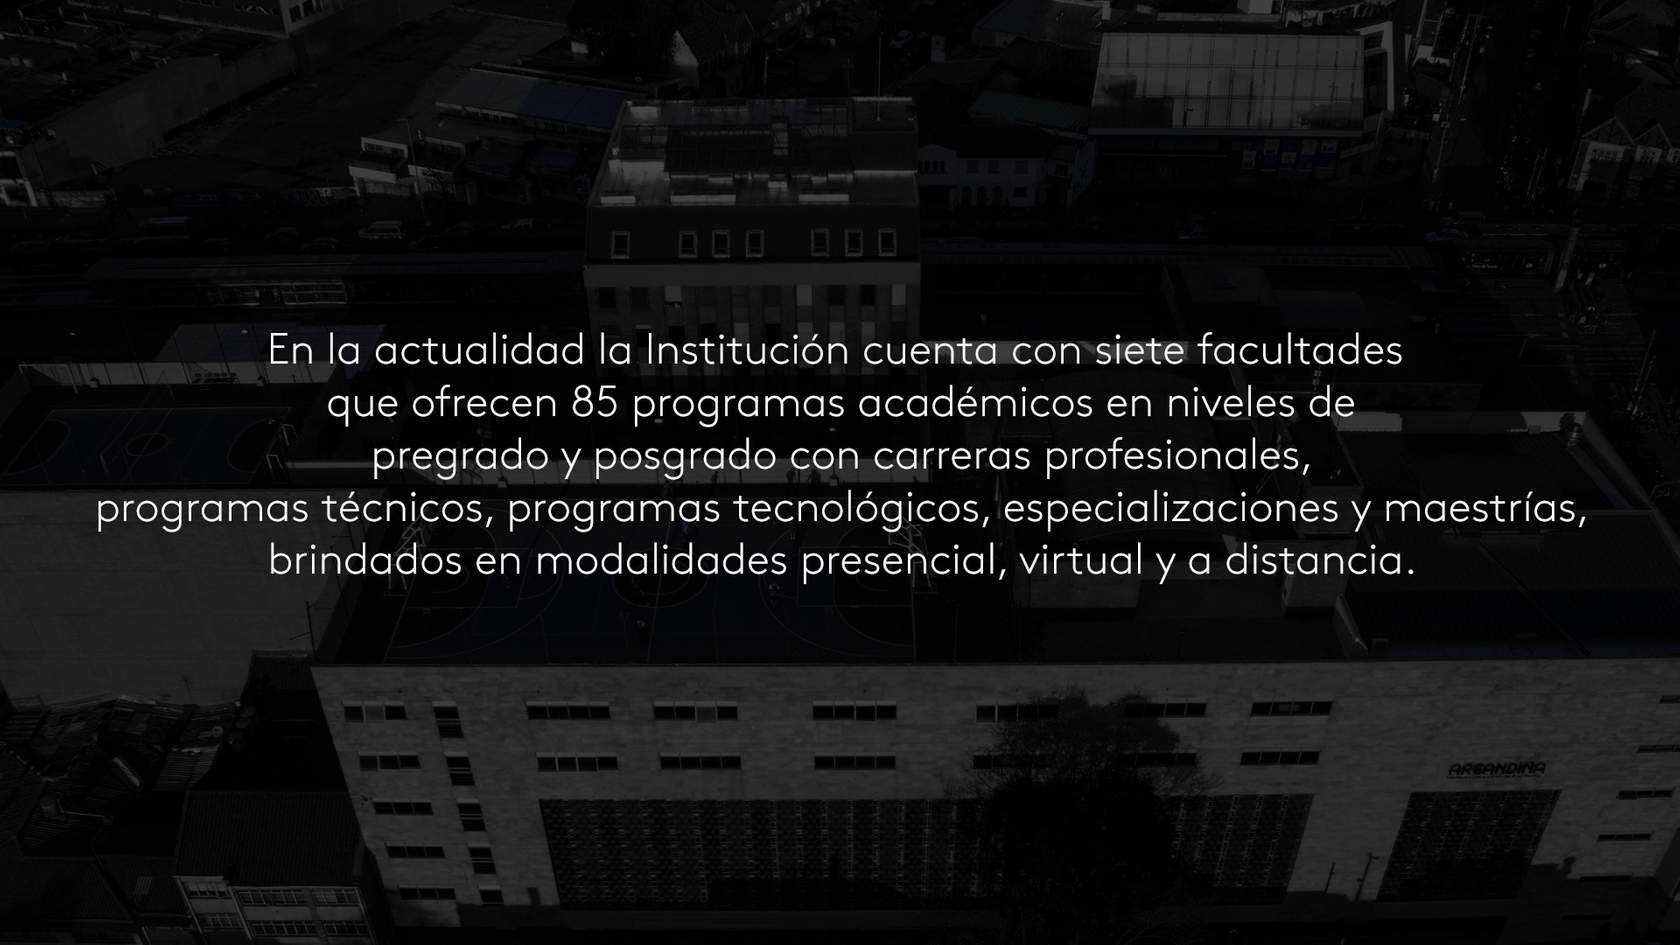 En la actualidad la Institución cuenta con siete facultades
que ofrecen 85 programas académicos en niveles de
pregrado y posgrado con carreras profesionales,
programas técnicos, programas tecnológicos, especializaciones y maestrías,
brindados en modalidades presencial, virtual y a distancia.
AREANDINA